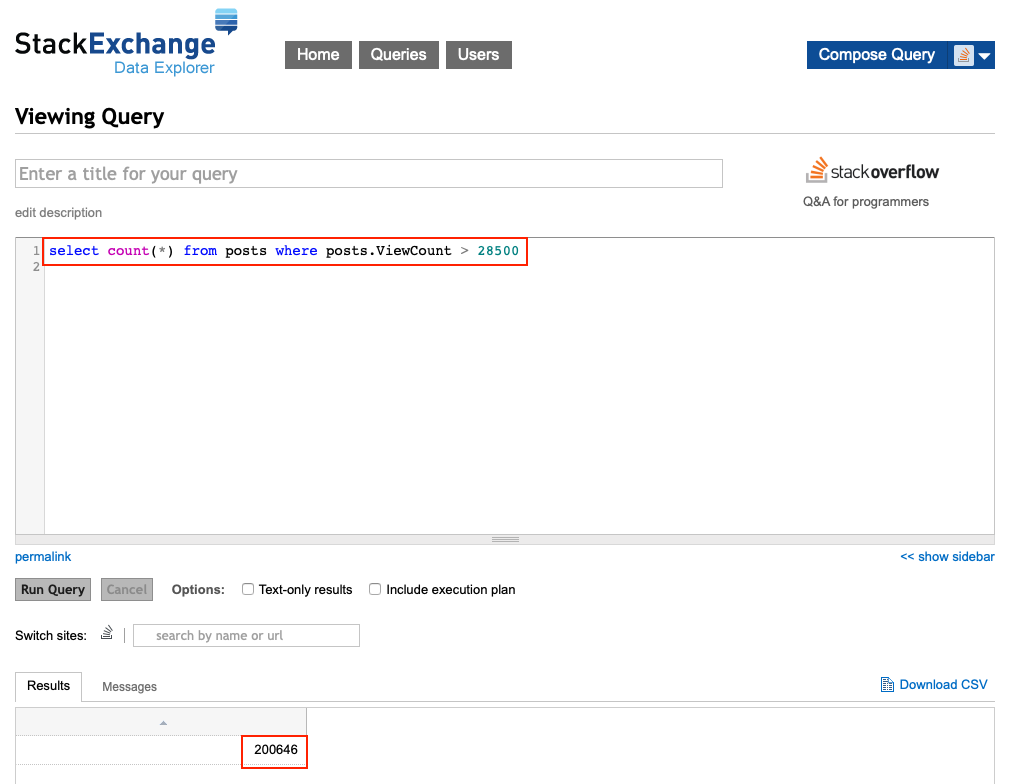 StackExchange
Data Explorer
Home Queries Users
Compose Query
Viewing Query
Enter a title for your query
stackoverflow
Q&A for programmers
edit description
1 select count(*) from posts where posts.ViewCount > 28500
2
permalink
<< show sidebar
Run Query Cancel Options: Text-only results Include execution plan
Switch sites: | search by name or url
Results Messages
Download CSV
200646